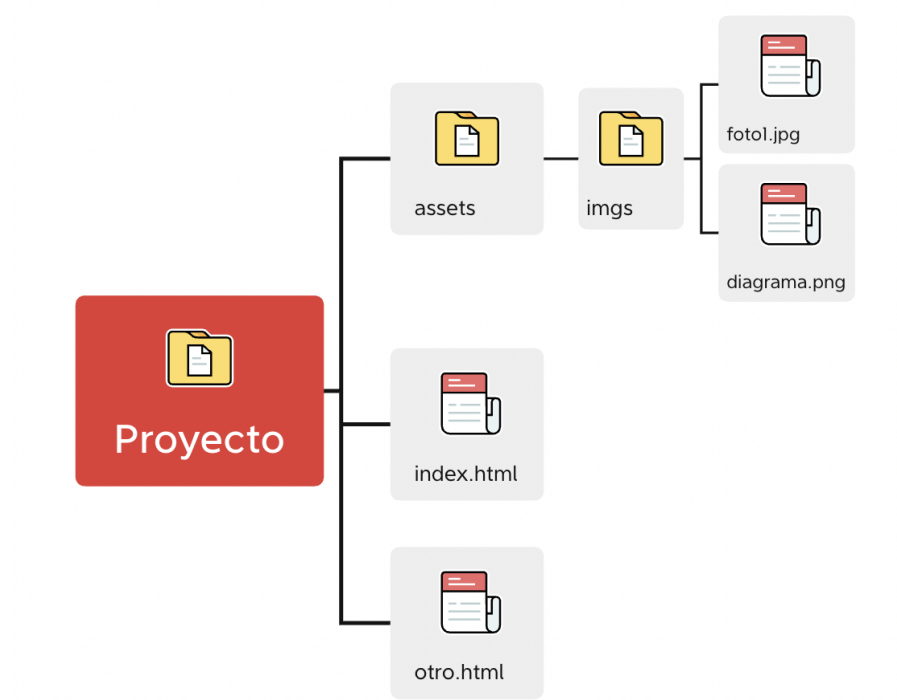 foto1.jpg
assets
imgs
diagrama.png
Proyecto
index.html
otro.html